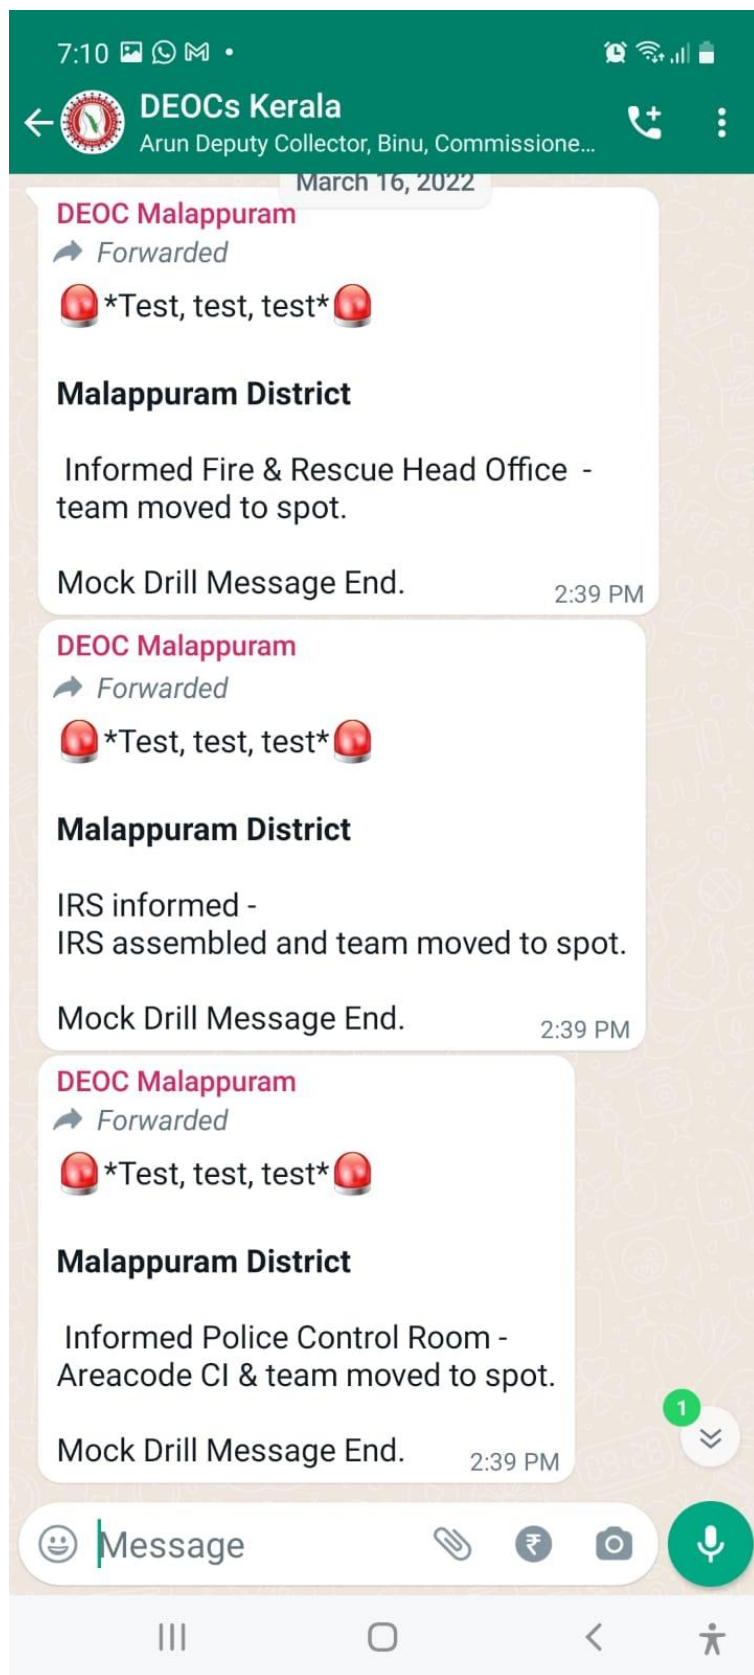 7:10
DEOCs Kerala
Arun Deputy Collector, Binu, Commissione...
March 16, 2022
DEOC Malappuram
Forwarded
*Test, test, test*
Malappuram District
Informed Fire & Rescue Head Office -
team moved to spot.
Mock Drill Message End.
2:39 PM
DEOC Malappuram
Forwarded
*Test, test, test*
Malappuram District
IRS informed -
IRS assembled and team moved to spot.
Mock Drill Message End.
2:39 PM
DEOC Malappuram
Forwarded
*Test, test, test*
Malappuram District
Informed Police Control Room -
Areacode CI & team moved to spot.
Mock Drill Message End.
2:39 PM
1
Message
₹